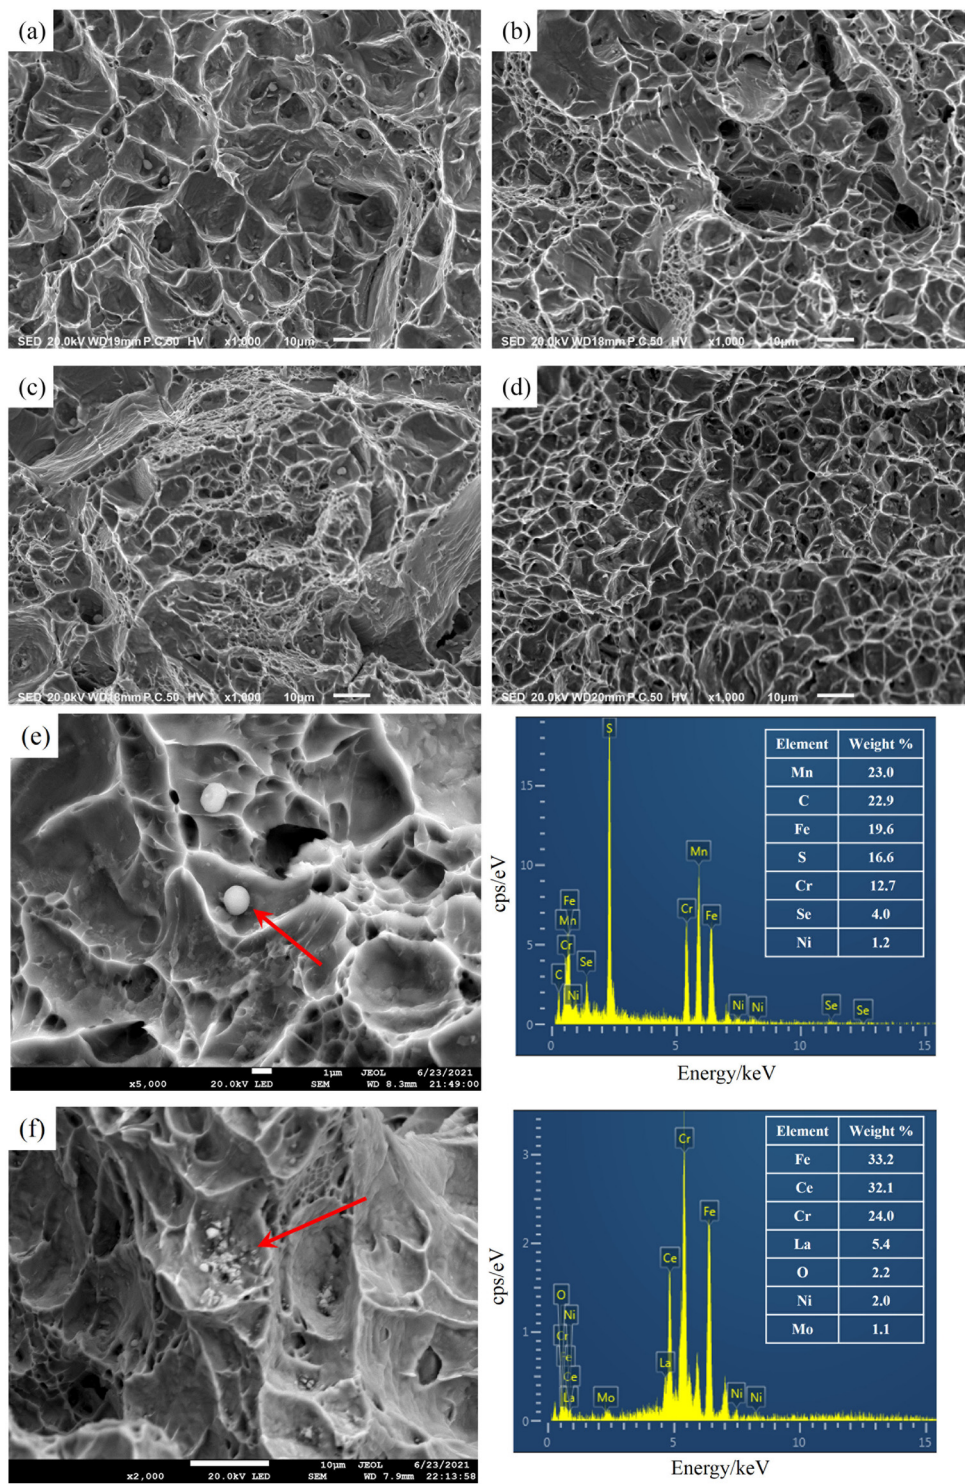 (a)
SED 20.0kV WD19mm P.C.50 HV x1,000 10μm
(b)
SED 20.0kV WD18mm P.C.50 HV x1,000 10μm
(c)
SED 20.0kV WD18mm P.C.50 HV x1,000 10μm
(d)
SED 20.0kV WD20mm P.C.50 HV x1,000 10μm
(e)
1μm JEOL 6/23/2021
x5,000 20.0kV LED SEM WD 8.3mm 21:49:00
cps/eV
15
10
5
0
S
Mn
Cr
Fe
Fe
Mn
Cr
C
Ni
Se
Ni
Ni
Se
Se
0 5 10 15
Energy/keV
Element Weight %
Mn 23.0
C 22.9
Fe 19.6
S 16.6
Cr 12.7
Se 4.0
Ni 1.2
(f)
10μm JEOL 6/23/2021
x2,000 20.0kV LED SEM WD 7.9mm 22:13:58
cps/eV
3
2
1
0
Cr
Fe
Ce
La
O
Ni
Cr
Ce
La
Mo
Ni
Ni
0 5 10 15
Energy/keV
Element Weight %
Fe 33.2
Ce 32.1
Cr 24.0
La 5.4
O 2.2
Ni 2.0
Mo 1.1